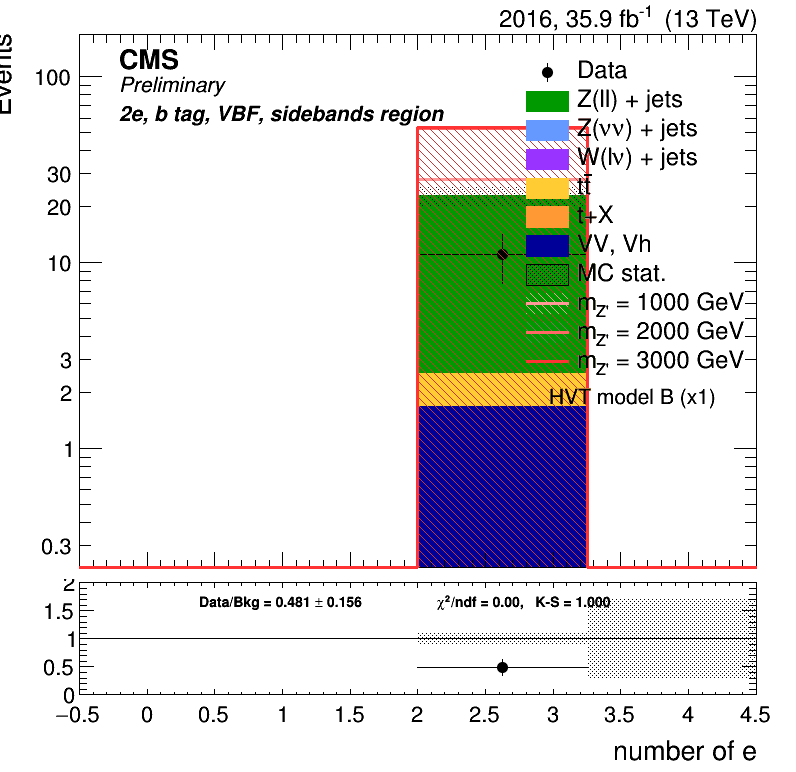 2016, 35.9 fb⁻¹ (13 TeV)
Events
CMS
Preliminary
2e, b tag, VBF, sidebands region
Data
Z(ll) + jets
Z(νν) + jets
W(lν) + jets
tt̅
t+X
VV, Vh
MC stat.
m_Z' = 1000 GeV
m_Z' = 2000 GeV
m_Z' = 3000 GeV
HVT model B (x1)
100
30
20
10
3
2
1
0.3
Data/Bkg = 0.481 ± 0.156
χ²/ndf = 0.00, K-S = 1.000
2
1.5
1
0.5
0
−0.5 0 0.5 1 1.5 2 2.5 3 3.5 4 4.5
number of e